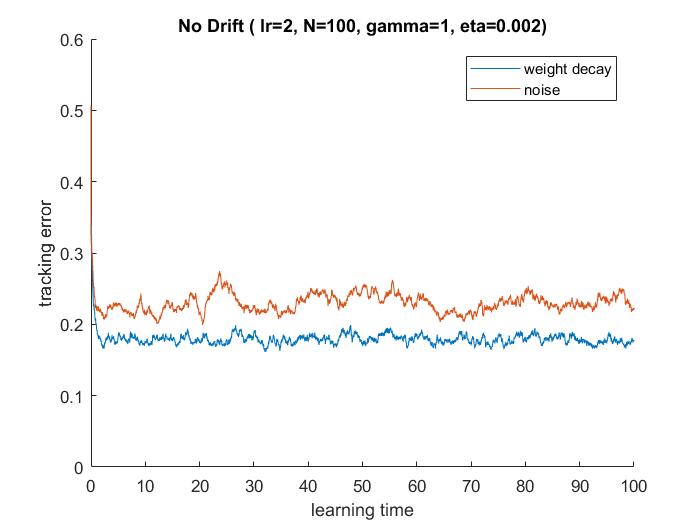 No Drift ( lr=2, N=100, gamma=1, eta=0.002)
weight decay
noise
tracking error
0.6
0.5
0.4
0.3
0.2
0.1
0
0 10 20 30 40 50 60 70 80 90 100
learning time